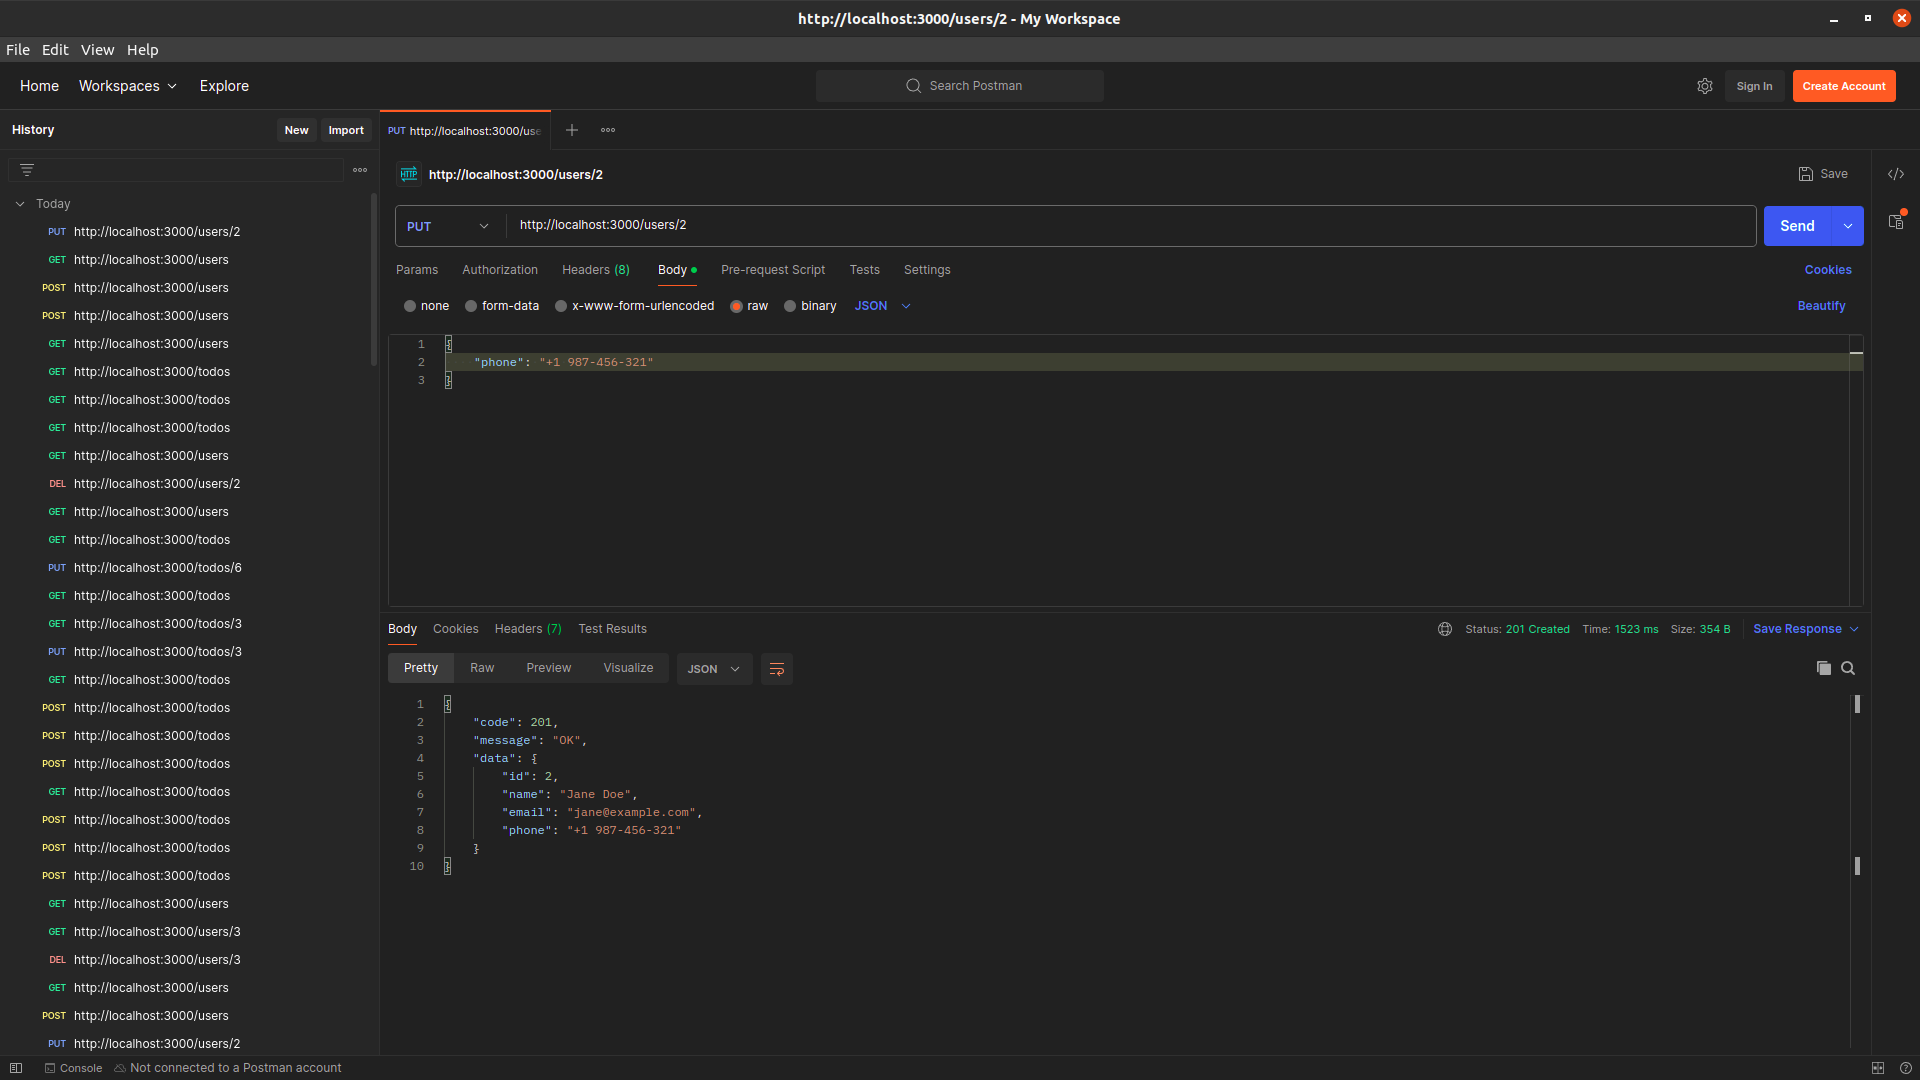 http://localhost:3000/users/2 - My Workspace
File Edit View Help
Home Workspaces Explore
Search Postman
Sign In
Create Account
History
New
Import
PUT http://localhost:3000/use
HTTP http://localhost:3000/users/2
Save
Today
PUT http://localhost:3000/users/2
GET http://localhost:3000/users
POST http://localhost:3000/users
POST http://localhost:3000/users
GET http://localhost:3000/users
GET http://localhost:3000/todos
GET http://localhost:3000/todos
GET http://localhost:3000/todos
GET http://localhost:3000/users
DEL http://localhost:3000/users/2
GET http://localhost:3000/users
GET http://localhost:3000/todos
PUT http://localhost:3000/todos/6
GET http://localhost:3000/todos
GET http://localhost:3000/todos/3
PUT http://localhost:3000/todos/3
GET http://localhost:3000/todos
POST http://localhost:3000/todos
POST http://localhost:3000/todos
POST http://localhost:3000/todos
GET http://localhost:3000/todos
POST http://localhost:3000/todos
POST http://localhost:3000/todos
POST http://localhost:3000/todos
GET http://localhost:3000/users
GET http://localhost:3000/users/3
DEL http://localhost:3000/users/3
GET http://localhost:3000/users
POST http://localhost:3000/users
PUT http://localhost:3000/users/2
PUT http://localhost:3000/users/2
Send
Params Authorization Headers (8) Body Pre-request Script Tests Settings
Cookies
none form-data x-www-form-urlencoded raw binary JSON
Beautify
1 {
2 "phone": "+1 987-456-321"
3 }
Body Cookies Headers (7) Test Results
Status: 201 Created Time: 1523 ms Size: 354 B
Save Response
Pretty Raw Preview Visualize JSON
1 {
2 "code": 201,
3 "message": "OK",
4 "data": {
5 "id": 2,
6 "name": "Jane Doe",
7 "email": "jane@example.com",
8 "phone": "+1 987-456-321"
9 }
10 }
Console Not connected to a Postman account